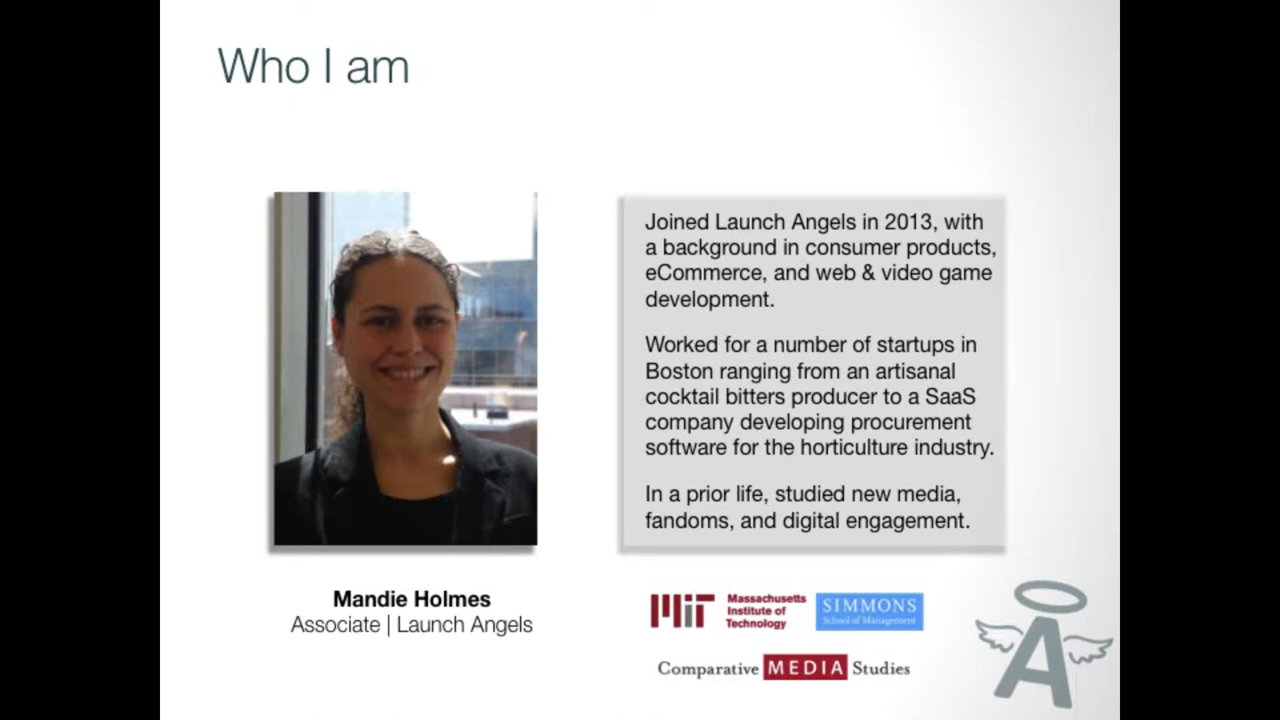 Who I am
Joined Launch Angels in 2013, with
a background in consumer products,
eCommerce, and web & video game
development.
Worked for a number of startups in
Boston ranging from an artisanal
cocktail bitters producer to a SaaS
company developing procurement
software for the horticulture industry.
In a prior life, studied new media,
fandoms, and digital engagement.
Mandie Holmes
Associate | Launch Angels
MIT
Massachusetts
Institute of
Technology
SIMMONS
School of Management
Comparative MEDIA Studies
A